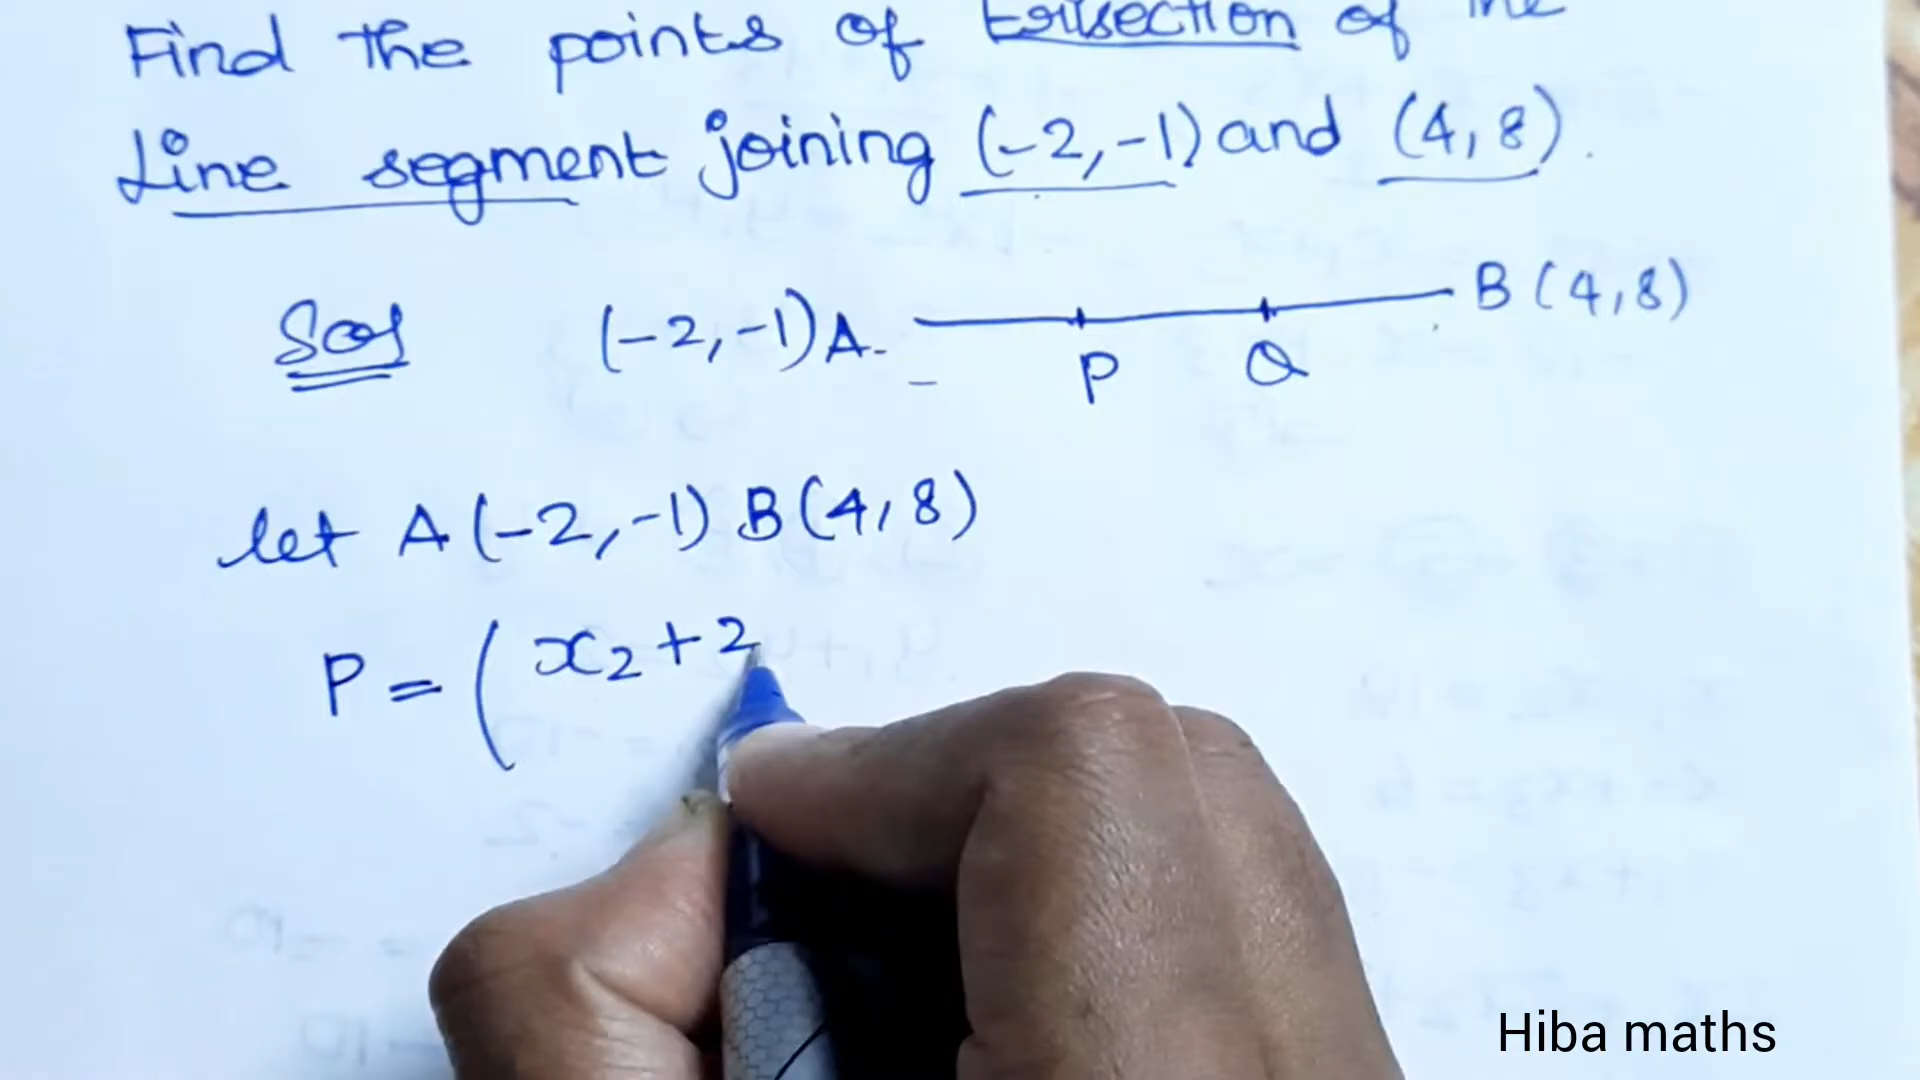 Find the points of trisection of the
Line segment joining (-2,-1) and (4,8).
Sol (-2,-1) A B (4,8)
P Q
let A (-2,-1) B (4,8)
P = ( x₂ + 2
Hiba maths